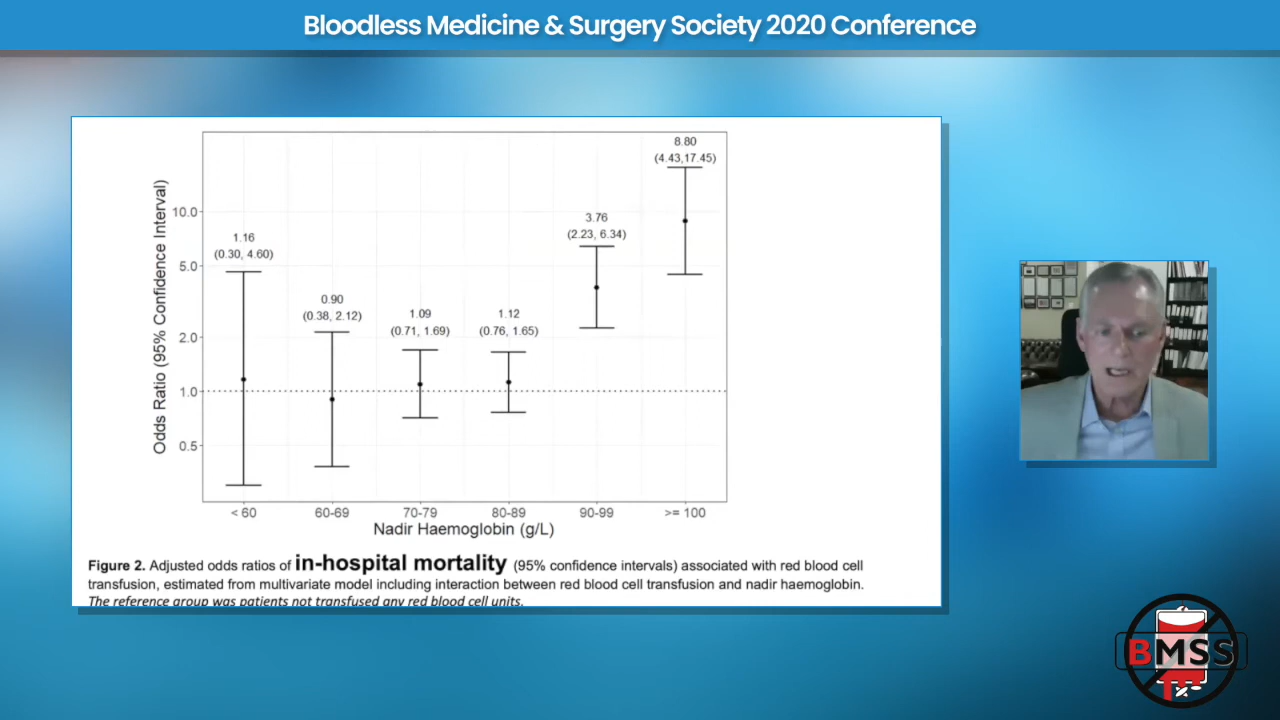 Bloodless Medicine & Surgery Society 2020 Conference
8.80
(4.43,17.45)
3.76
(2.23, 6.34)
1.16
(0.30, 4.60)
0.90
(0.38, 2.12)
1.09
(0.71, 1.69)
1.12
(0.76, 1.65)
Odds Ratio (95% Confidence Interval)
10.0
5.0
2.0
1.0
0.5
< 60 60-69 70-79 80-89 90-99 >= 100
Nadir Haemoglobin (g/L)
Figure 2. Adjusted odds ratios of in-hospital mortality (95% confidence intervals) associated with red blood cell
transfusion, estimated from multivariate model including interaction between red blood cell transfusion and nadir haemoglobin.
The reference group was patients not transfused any red blood cell units.
BMSS